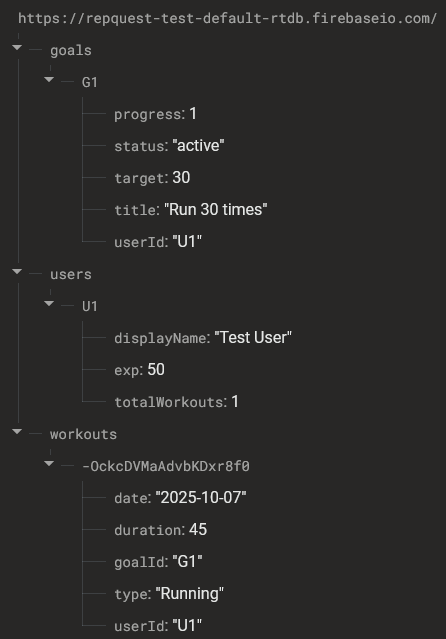 https://repquest-test-default-rtdb.firebaseio.com/
goals
G1
progress: 1
status: "active"
target: 30
title: "Run 30 times"
userId: "U1"
users
U1
displayName: "Test User"
exp: 50
totalWorkouts: 1
workouts
-OckcDVMaAdvbKDxr8f0
date: "2025-10-07"
duration: 45
goalId: "G1"
type: "Running"
userId: "U1"